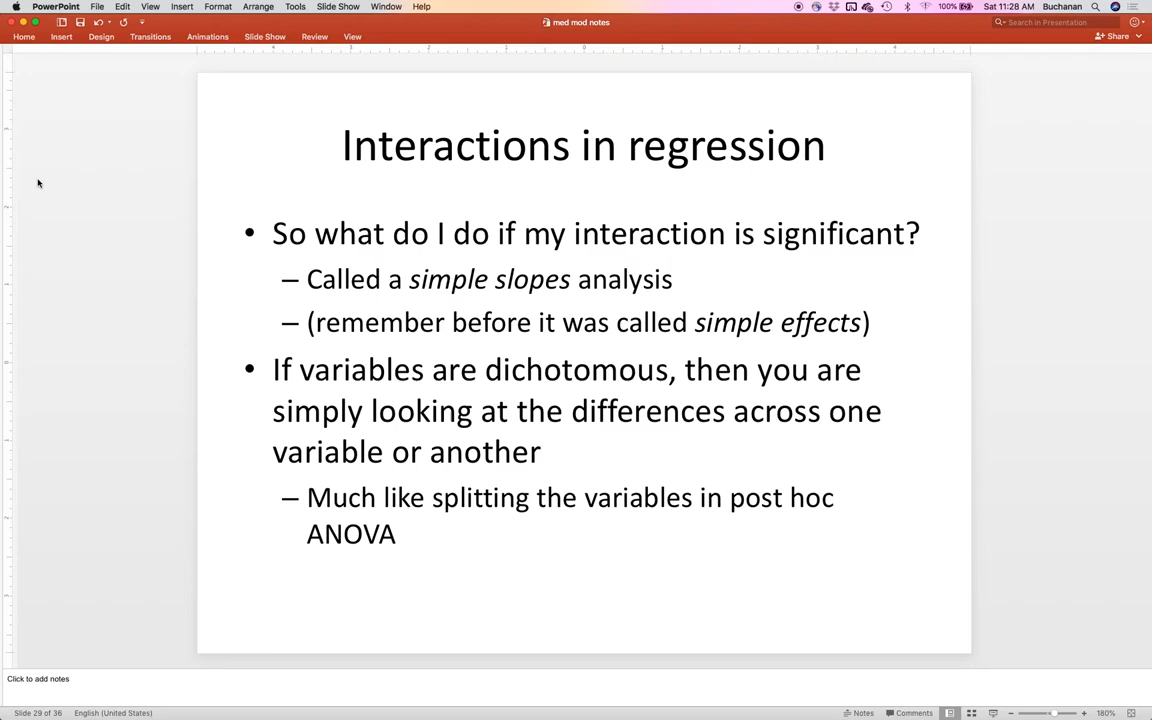 PowerPoint File Edit View Insert Format Arrange Tools Slide Show Window Help 100% Sat 11:28 AM Buchanan
med mod notes
Search in Presentation
Home Insert Design Transitions Animations Slide Show Review View
Share
Interactions in regression
• So what do I do if my interaction is significant?
– Called a simple slopes analysis
– (remember before it was called simple effects)
• If variables are dichotomous, then you are
simply looking at the differences across one
variable or another
– Much like splitting the variables in post hoc
ANOVA
Click to add notes
Slide 29 of 36 English (United States) Notes Comments 180%